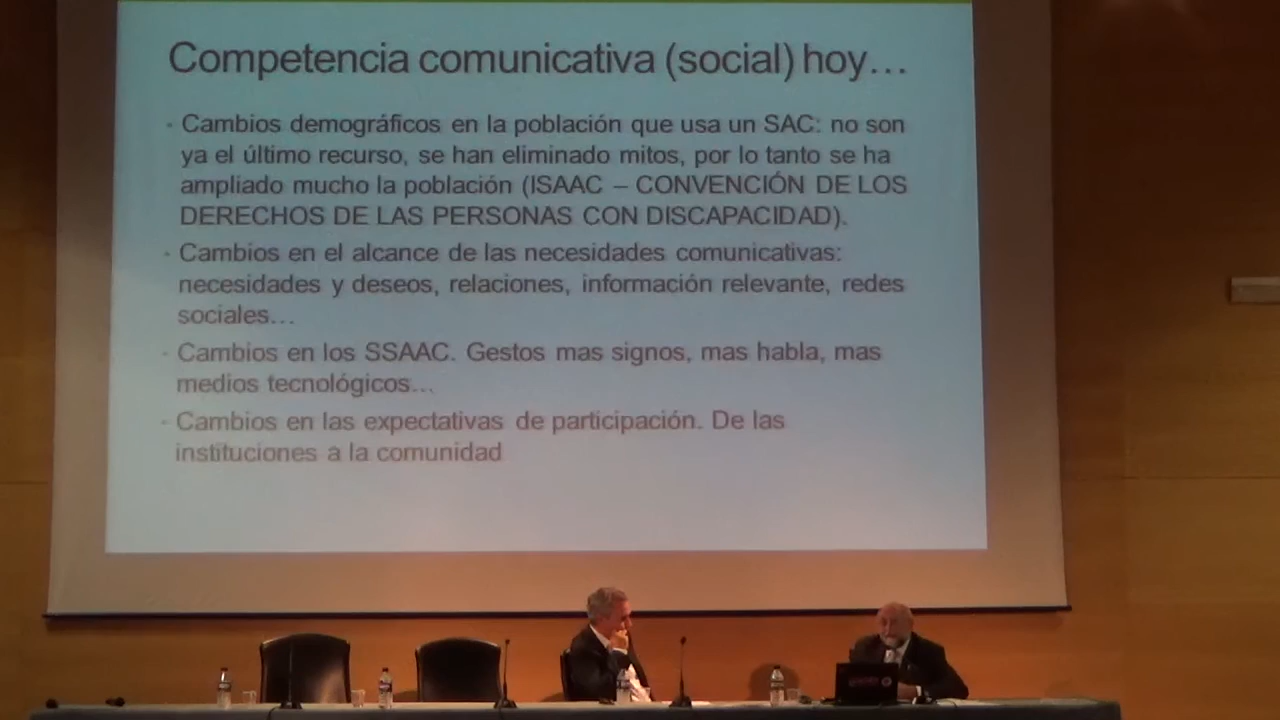 Competencia comunicativa (social) hoy...
- Cambios demográficos en la población que usa un SAC: no son
ya el último recurso, se han eliminado mitos, por lo tanto se ha
ampliado mucho la población (ISAAC – CONVENCIÓN DE LOS
DERECHOS DE LAS PERSONAS CON DISCAPACIDAD).
- Cambios en el alcance de las necesidades comunicativas:
necesidades y deseos, relaciones, información relevante, redes
sociales...
- Cambios en los SSAAC. Gestos mas signos, mas habla, mas
medios tecnológicos...
- Cambios en las expectativas de participación. De las
instituciones a la comunidad